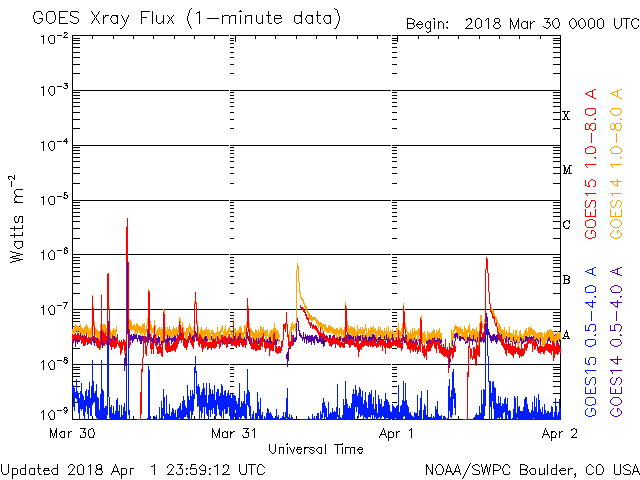 GOES Xray Flux (1-minute data)
Begin: 2018 Mar 30 0000 UTC
10-2
10-3
10-4
10-5
10-6
10-7
10-8
10-9
Watts m-2
X
M
C
B
A
GOES15 1.0-8.0 A
GOES14 1.0-8.0 A
GOES15 0.5-4.0 A
GOES14 0.5-4.0 A
Mar 30
Mar 31
Apr 1
Apr 2
Universal Time
Updated 2018 Apr 1 23:59:12 UTC
NOAA/SWPC Boulder, CO USA